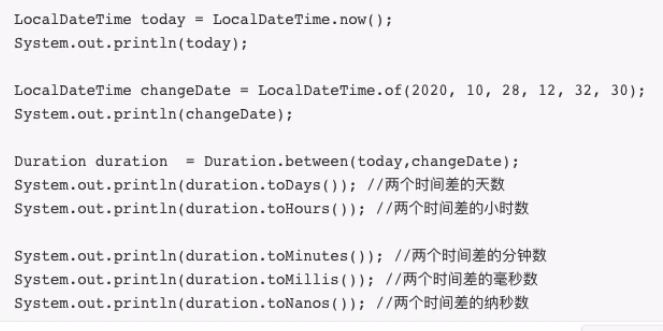 LocalDateTime today = LocalDateTime.now();
System.out.println(today);
LocalDateTime changeDate = LocalDateTime.of(2020, 10, 28, 12, 32, 30);
System.out.println(changeDate);
Duration duration  = Duration.between(today,changeDate);
System.out.println(duration.toDays()); //两个时间差的天数
System.out.println(duration.toHours()); //两个时间差的小时数
System.out.println(duration.toMinutes()); //两个时间差的分钟数
System.out.println(duration.toMillis()); //两个时间差的毫秒数
System.out.println(duration.toNanos()); //两个时间差的纳秒数